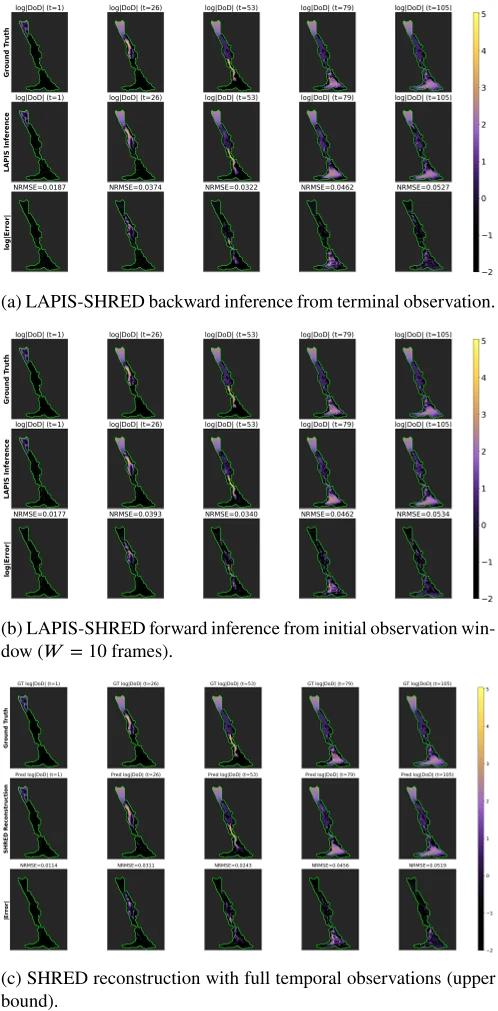 log|DoD| (t=1) log|DoD| (t=26) log|DoD| (t=53) log|DoD| (t=79) log|DoD| (t=105)
Ground Truth
log|DoD| (t=1) log|DoD| (t=26) log|DoD| (t=53) log|DoD| (t=79) log|DoD| (t=105)
LAPIS Inference
NRMSE=0.0187 NRMSE=0.0374 NRMSE=0.0322 NRMSE=0.0462 NRMSE=0.0527
log|Error|
5
4
3
2
1
0
−1
−2
(a) LAPIS-SHRED backward inference from terminal observation.
log|DoD| (t=1) log|DoD| (t=26) log|DoD| (t=53) log|DoD| (t=79) log|DoD| (t=105)
Ground Truth
log|DoD| (t=1) log|DoD| (t=26) log|DoD| (t=53) log|DoD| (t=79) log|DoD| (t=105)
LAPIS Inference
NRMSE=0.0177 NRMSE=0.0393 NRMSE=0.0340 NRMSE=0.0462 NRMSE=0.0534
log|Error|
5
4
3
2
1
0
−1
−2
(b) LAPIS-SHRED forward inference from initial observation win-
dow (W = 10 frames).
GT log|DoD| (t=1) GT log|DoD| (t=26) GT log|DoD| (t=53) GT log|DoD| (t=79) GT log|DoD| (t=105)
Ground Truth
Pred log|DoD| (t=1) Pred log|DoD| (t=26) Pred log|DoD| (t=53) Pred log|DoD| (t=79) Pred log|DoD| (t=105)
SHRED Reconstruction
NRMSE=0.0114 NRMSE=0.0311 NRMSE=0.0243 NRMSE=0.0456 NRMSE=0.0519
|Error|
5
4
3
2
1
0
−1
−2
(c) SHRED reconstruction with full temporal observations (upper
bound).